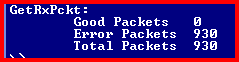 GetRxPckt:
Good Packets 0
Error Packets 930
Total Packets 930